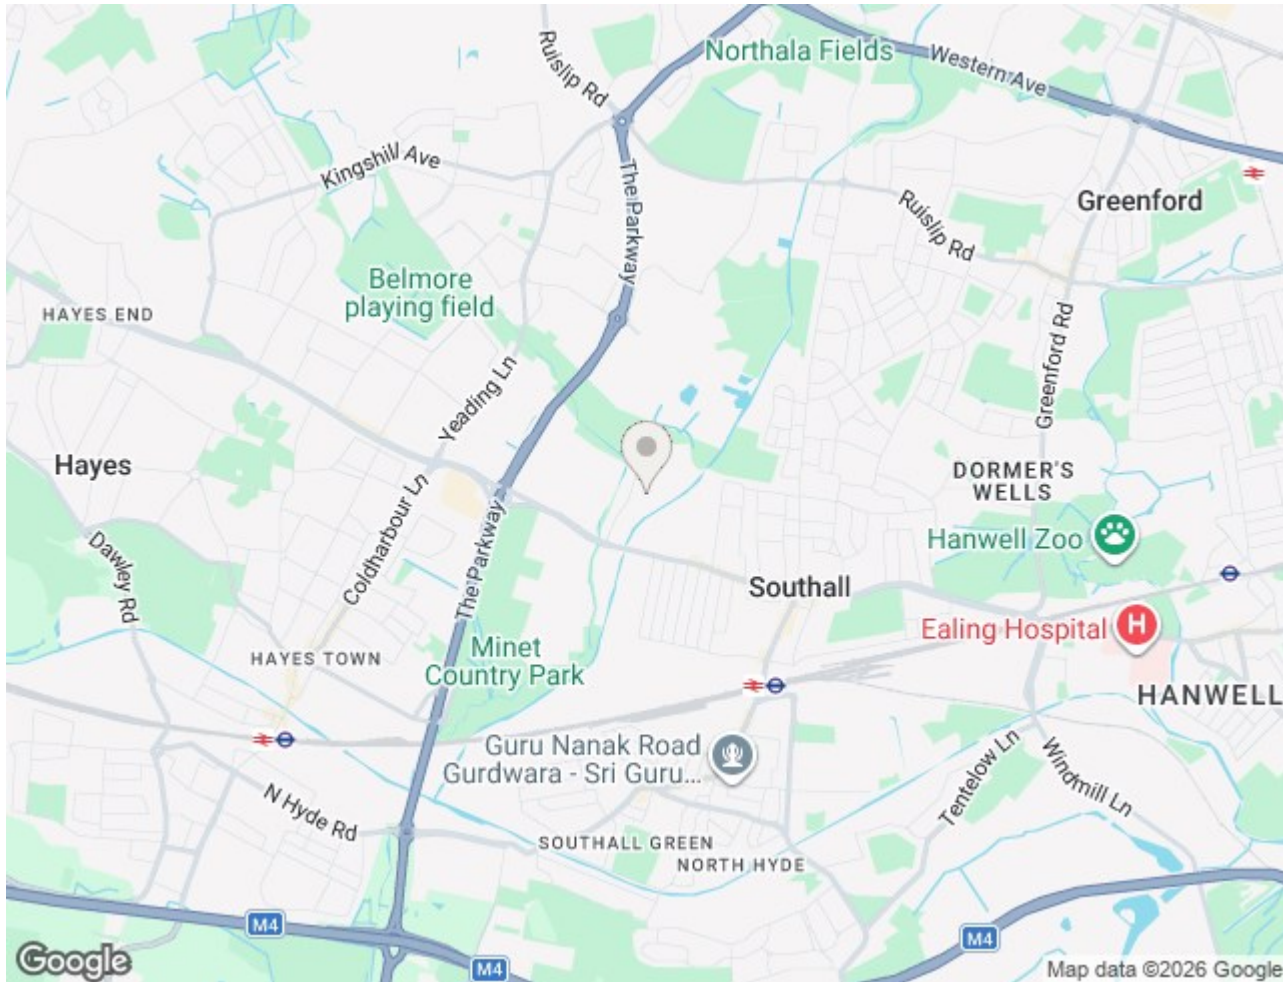 Northala Fields
Western Ave
Ruislip Rd
Kingshill Ave
The Parkway
Greenford
Ruislip Rd
Belmore
playing field
HAYES END
Greenford Rd
Yeading Ln
Hayes
Coldharbour Ln
DORMER'S
WELLS
The Parkway
Hanwell Zoo
Dawley Rd
Southall
Ealing Hospital
H
Minet
Country Park
HAYES TOWN
HANWELL
Guru Nanak Road
Gurdwara - Sri Guru...
Tentelow Ln
Windmill Ln
N Hyde Rd
SOUTHALL GREEN
NORTH HYDE
M4
M4
M4
Google
Map data ©2026 Google